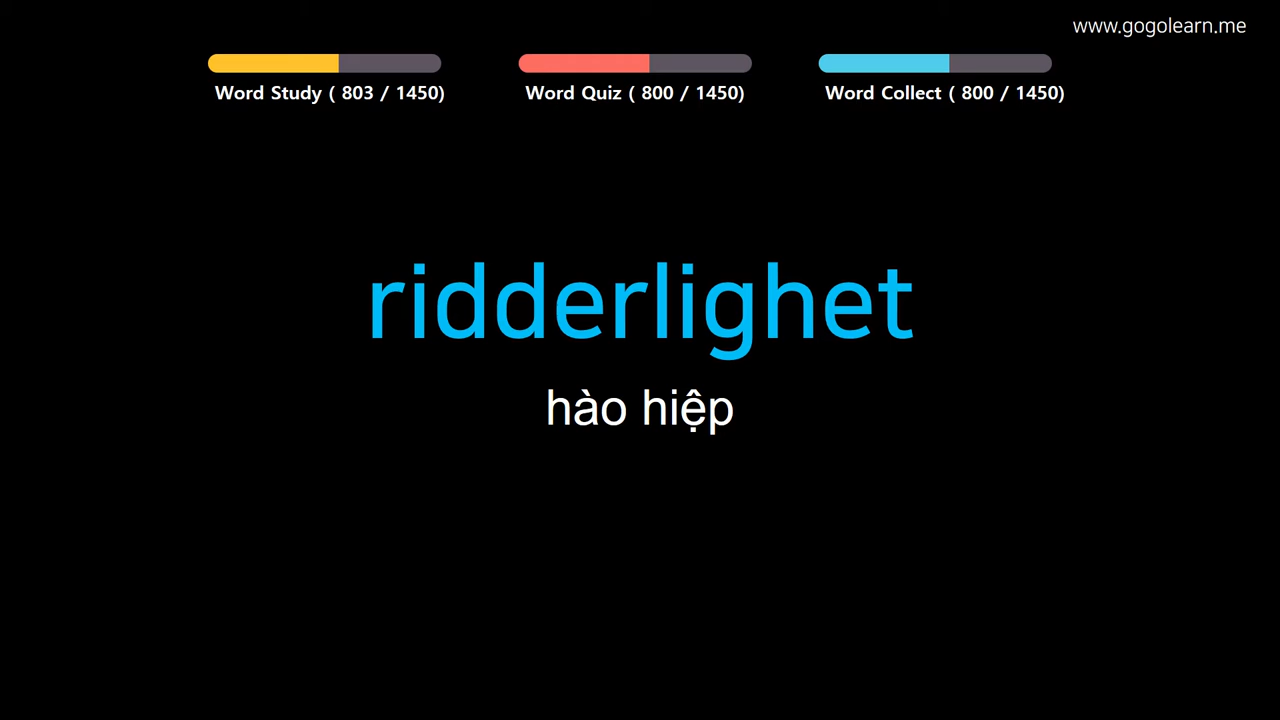 www.gogolearn.me
Word Study ( 803 / 1450)
Word Quiz ( 800 / 1450)
Word Collect ( 800 / 1450)
ridderlighet
hào hiệp